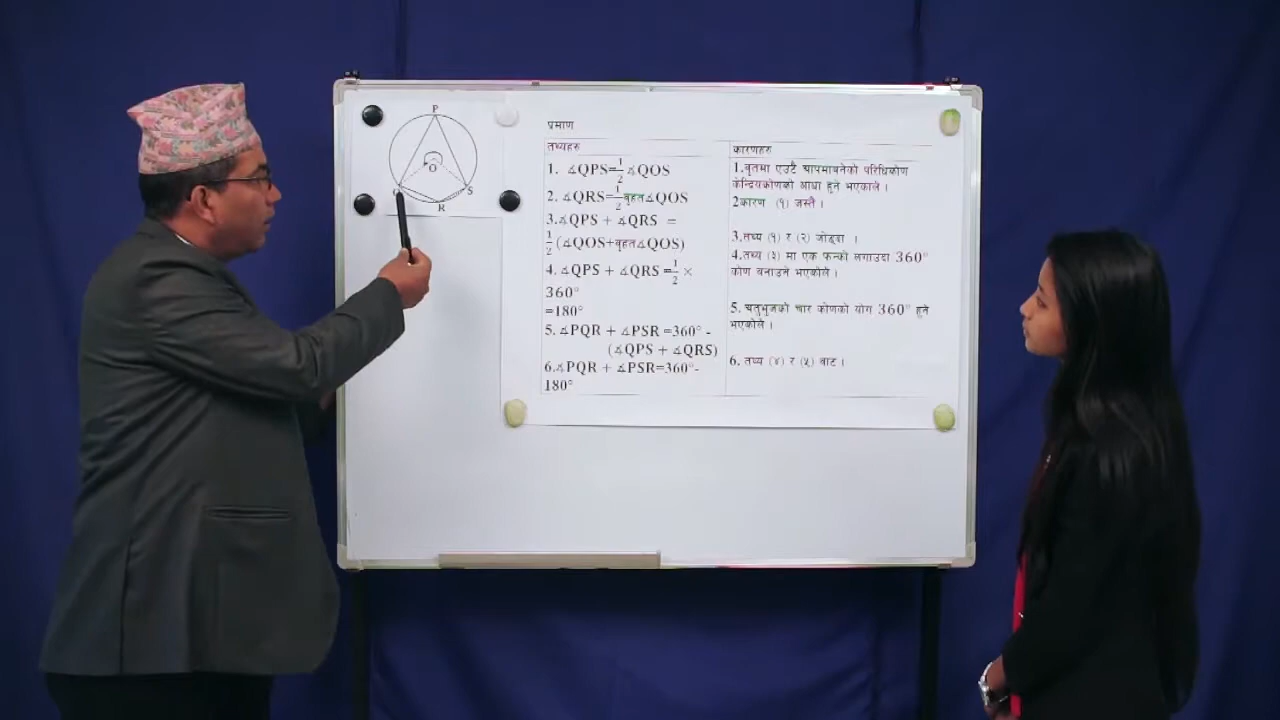 P
O
S
R
प्रमाण
तथ्यहरु
1. ∡QPS=1/2 ∡QOS
2. ∡QRS=1/2 बृहत∡QOS
3.∡QPS + ∡QRS =
1/2 (∡QOS+बृहत∡QOS)
4. ∡QPS + ∡QRS =1/2 ×
360°
=180°
5. ∡PQR + ∡PSR =360° -
(∡QPS + ∡QRS)
6.∡PQR + ∡PSR=360°-
180°
कारणहरु
1.वृतमा एउटै चापमाबनेको परिधिकोण
केन्द्रियकोणको आधा हुने भएकाले ।
2कारण (१) जस्तै ।
3.तथ्य (१) र (२) जोड्दा ।
4.तथ्य (३) मा एक फन्को लगाउदा 360°
कोण बनाउने भएकोले ।
5. चतुर्भुजको चार कोणको योग 360° हुने
भएकोले ।
6. तथ्य (४) र (५) बाट ।